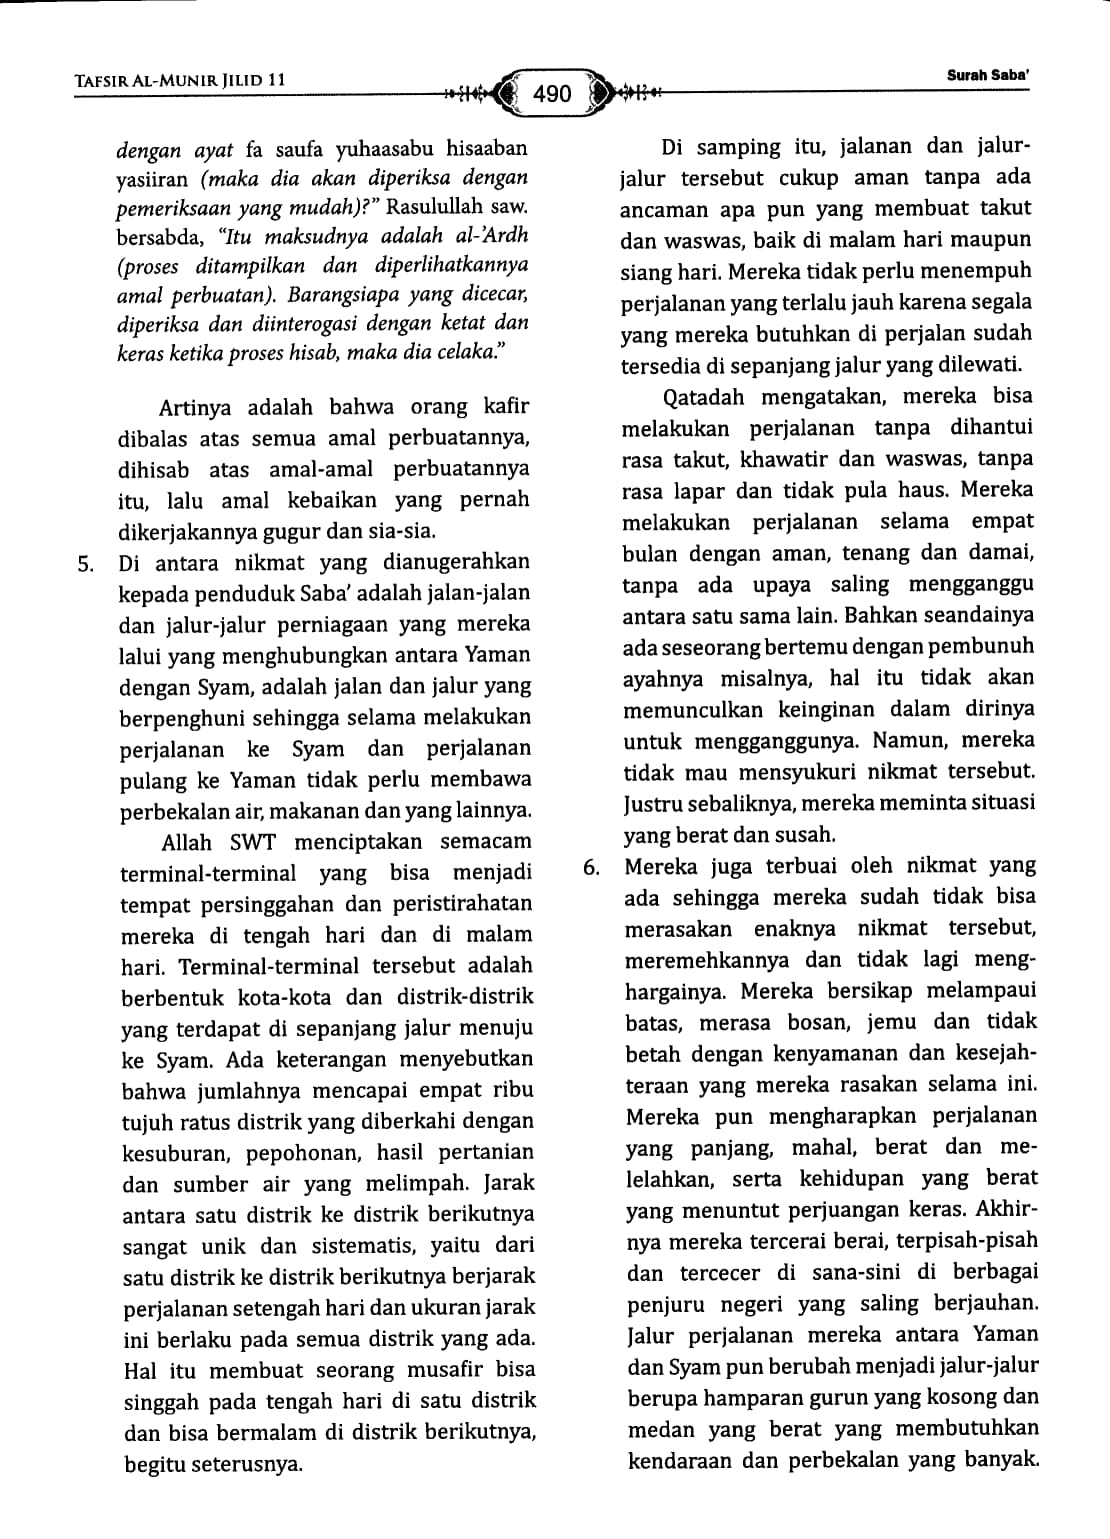 TAFSIR AL-MUNIR JILID 11
490
Surah Saba'
dengan ayat fa saufa yuhaasabu hisaaban
yasiiran (maka dia akan diperiksa dengan
pemeriksaan yang mudah)?" Rasulullah saw.
bersabda, "Itu maksudnya adalah al-'Ardh
(proses ditampilkan dan diperlihatkannya
amal perbuatan). Barangsiapa yang dicecar,
diperiksa dan diinterogasi dengan ketat dan
keras ketika proses hisab, maka dia celaka."
Artinya adalah bahwa orang kafir
dibalas atas semua amal perbuatannya,
dihisab atas amal-amal perbuatannya
itu, lalu amal kebaikan yang pernah
dikerjakannya gugur dan sia-sia.
5. Di antara nikmat yang dianugerahkan
kepada penduduk Saba' adalah jalan-jalan
dan jalur-jalur perniagaan yang mereka
lalui yang menghubungkan antara Yaman
dengan Syam, adalah jalan dan jalur yang
berpenghuni sehingga selama melakukan
perjalanan ke Syam dan perjalanan
pulang ke Yaman tidak perlu membawa
perbekalan air, makanan dan yang lainnya.
Allah SWT menciptakan semacam
terminal-terminal yang bisa menjadi
tempat persinggahan dan peristirahatan
mereka di tengah hari dan di malam
hari. Terminal-terminal tersebut adalah
berbentuk kota-kota dan distrik-distrik
yang terdapat di sepanjang jalur menuju
ke Syam. Ada keterangan menyebutkan
bahwa jumlahnya mencapai empat ribu
tujuh ratus distrik yang diberkahi dengan
kesuburan, pepohonan, hasil pertanian
dan sumber air yang melimpah. Jarak
antara satu distrik ke distrik berikutnya
sangat unik dan sistematis, yaitu dari
satu distrik ke distrik berikutnya berjarak
perjalanan setengah hari dan ukuran jarak
ini berlaku pada semua distrik yang ada.
Hal itu membuat seorang musafir bisa
singgah pada tengah hari di satu distrik
dan bisa bermalam di distrik berikutnya,
begitu seterusnya.
Di samping itu, jalanan dan jalur-
jalur tersebut cukup aman tanpa ada
ancaman apa pun yang membuat takut
dan waswas, baik di malam hari maupun
siang hari. Mereka tidak perlu menempuh
perjalanan yang terlalu jauh karena segala
yang mereka butuhkan di perjalan sudah
tersedia di sepanjang jalur yang dilewati.
Qatadah mengatakan, mereka bisa
melakukan perjalanan tanpa dihantui
rasa takut, khawatir dan waswas, tanpa
rasa lapar dan tidak pula haus. Mereka
melakukan perjalanan selama empat
bulan dengan aman, tenang dan damai,
tanpa ada upaya saling mengganggu
antara satu sama lain. Bahkan seandainya
ada seseorang bertemu dengan pembunuh
ayahnya misalnya, hal itu tidak akan
memunculkan keinginan dalam dirinya
untuk mengganggunya. Namun, mereka
tidak mau mensyukuri nikmat tersebut.
Justru sebaliknya, mereka meminta situasi
yang berat dan susah.
6. Mereka juga terbuai oleh nikmat yang
ada sehingga mereka sudah tidak bisa
merasakan enaknya nikmat tersebut,
meremehkannya dan tidak lagi meng-
hargainya. Mereka bersikap melampaui
batas, merasa bosan, jemu dan tidak
betah dengan kenyamanan dan kesejah-
teraan yang mereka rasakan selama ini.
Mereka pun mengharapkan perjalanan
yang panjang, mahal, berat dan me-
lelahkan, serta kehidupan yang berat
yang menuntut perjuangan keras. Akhir-
nya mereka tercerai berai, terpisah-pisah
dan tercecer di sana-sini di berbagai
penjuru negeri yang saling berjauhan.
Jalur perjalanan mereka antara Yaman
dan Syam pun berubah menjadi jalur-jalur
berupa hamparan gurun yang kosong dan
medan yang berat yang membutuhkan
kendaraan dan perbekalan yang banyak.